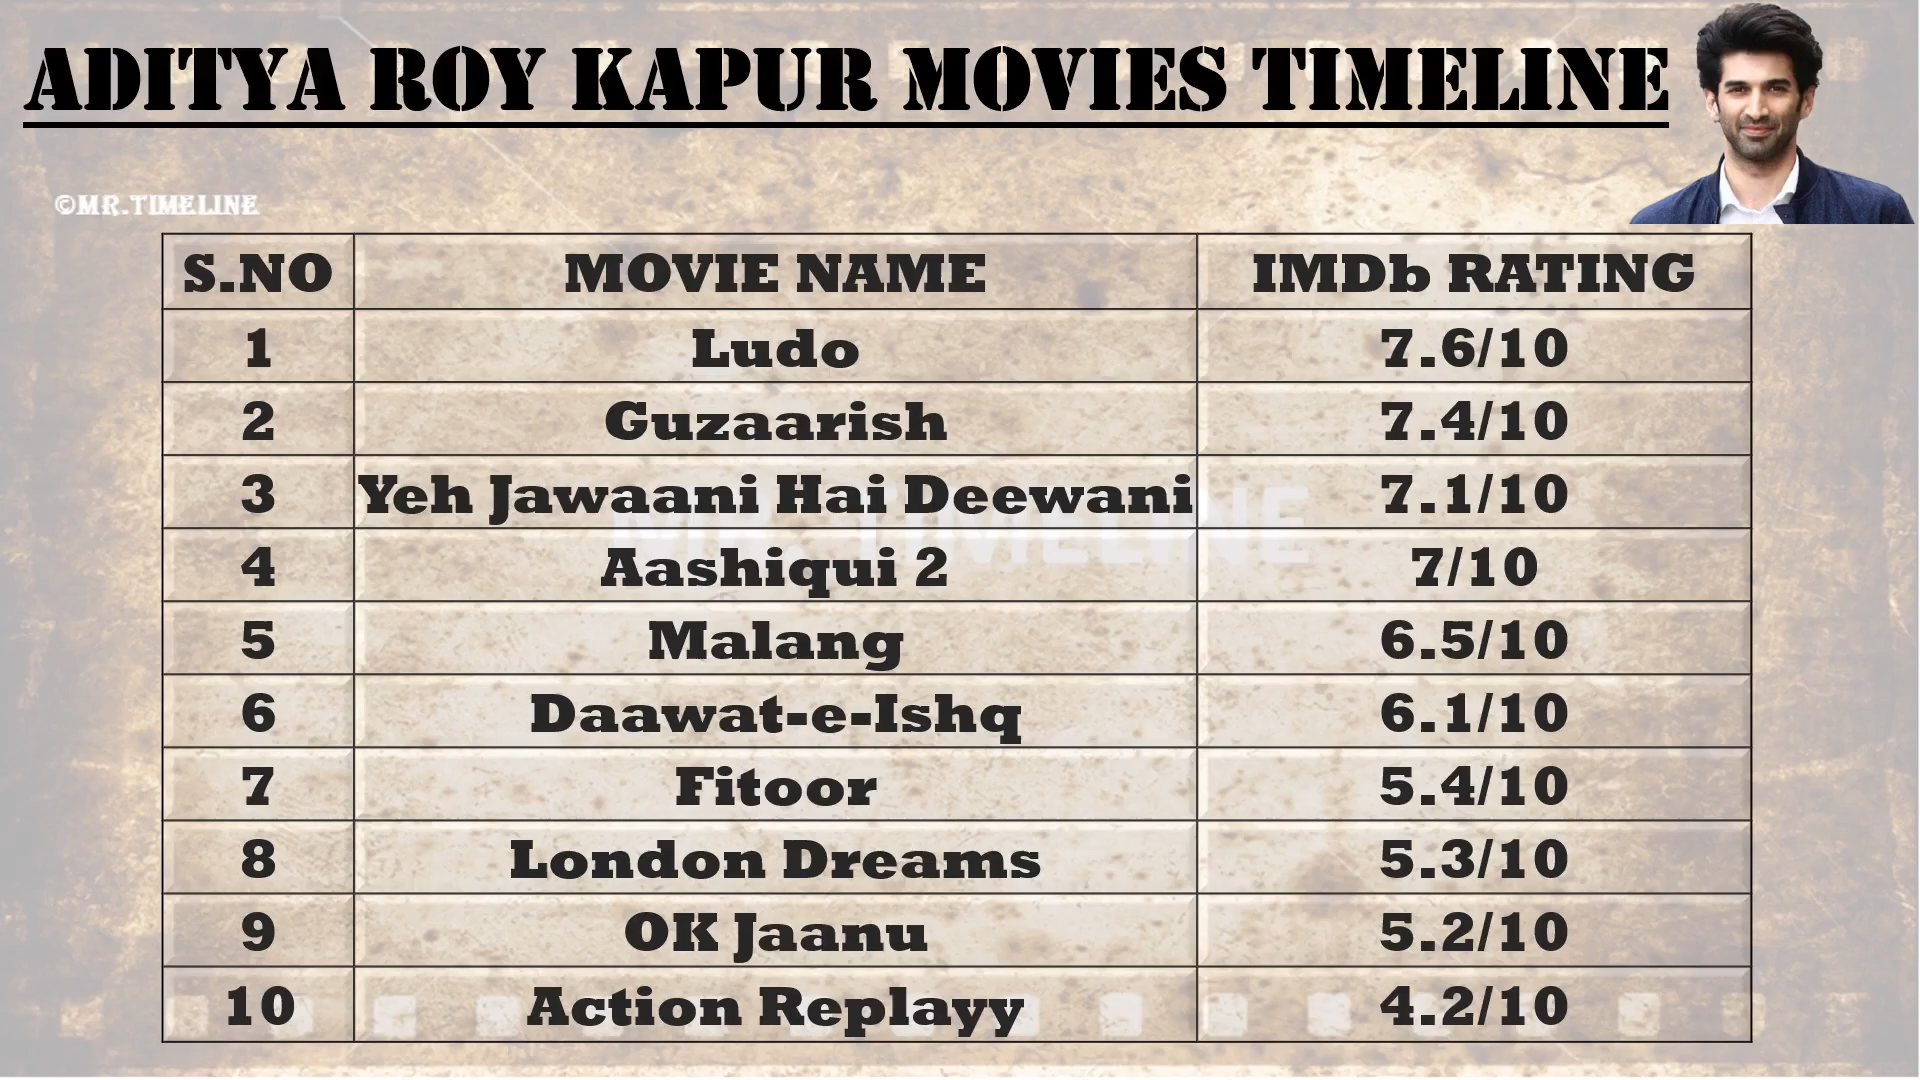 ADITYA ROY KAPUR MOVIES TIMELINE
©MR.TIMELINE
S.NO MOVIE NAME IMDb RATING
1 Ludo 7.6/10
2 Guzaarish 7.4/10
3 Yeh Jawaani Hai Deewani 7.1/10
MR. TIMELINE
4 Aashiqui 2 7/10
5 Malang 6.5/10
6 Daawat-e-Ishq 6.1/10
7 Fitoor 5.4/10
8 London Dreams 5.3/10
9 OK Jaanu 5.2/10
10 Action Replayy 4.2/10